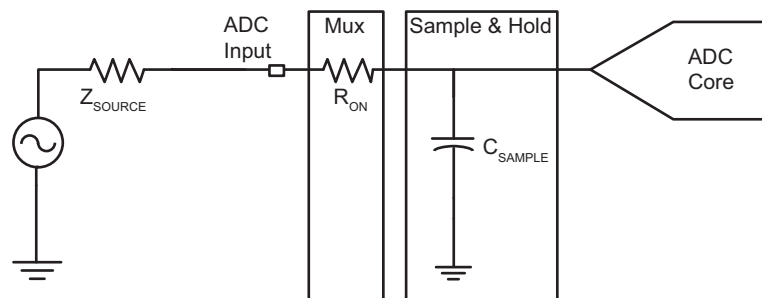 ADC
Input
Mux
Sample & Hold
ADC
Core
Z_SOURCE
R_ON
C_SAMPLE